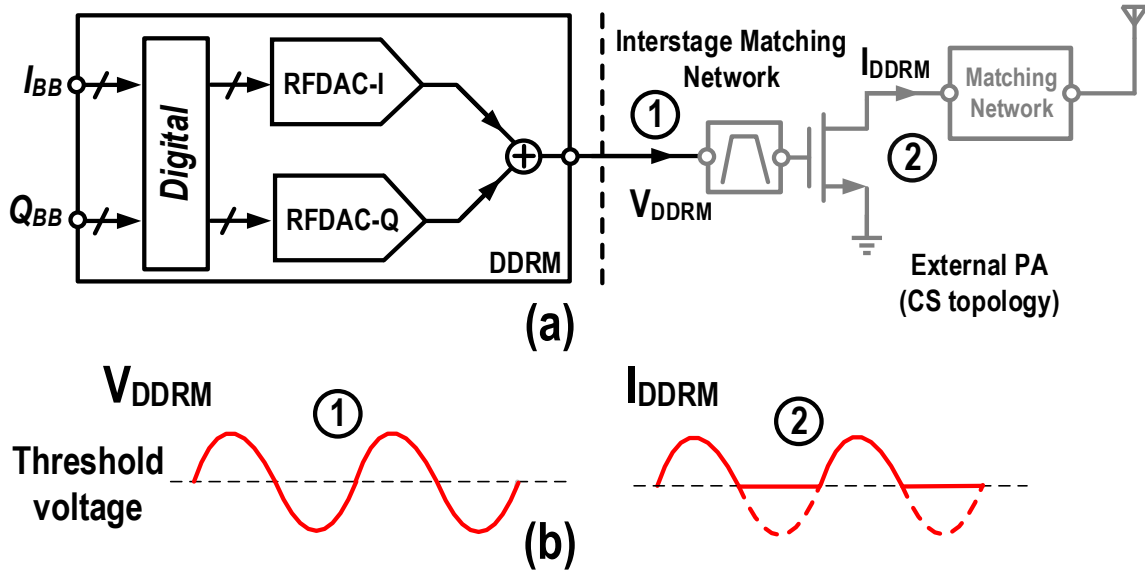 I_BB
Q_BB
Digital
RFDAC-I
RFDAC-Q
+
DDRM
Interstage Matching
Network
1
V_DDRM
I_DDRM
2
Matching
Network
External PA
(CS topology)
(a)
V_DDRM
1
Threshold
voltage
I_DDRM
2
(b)